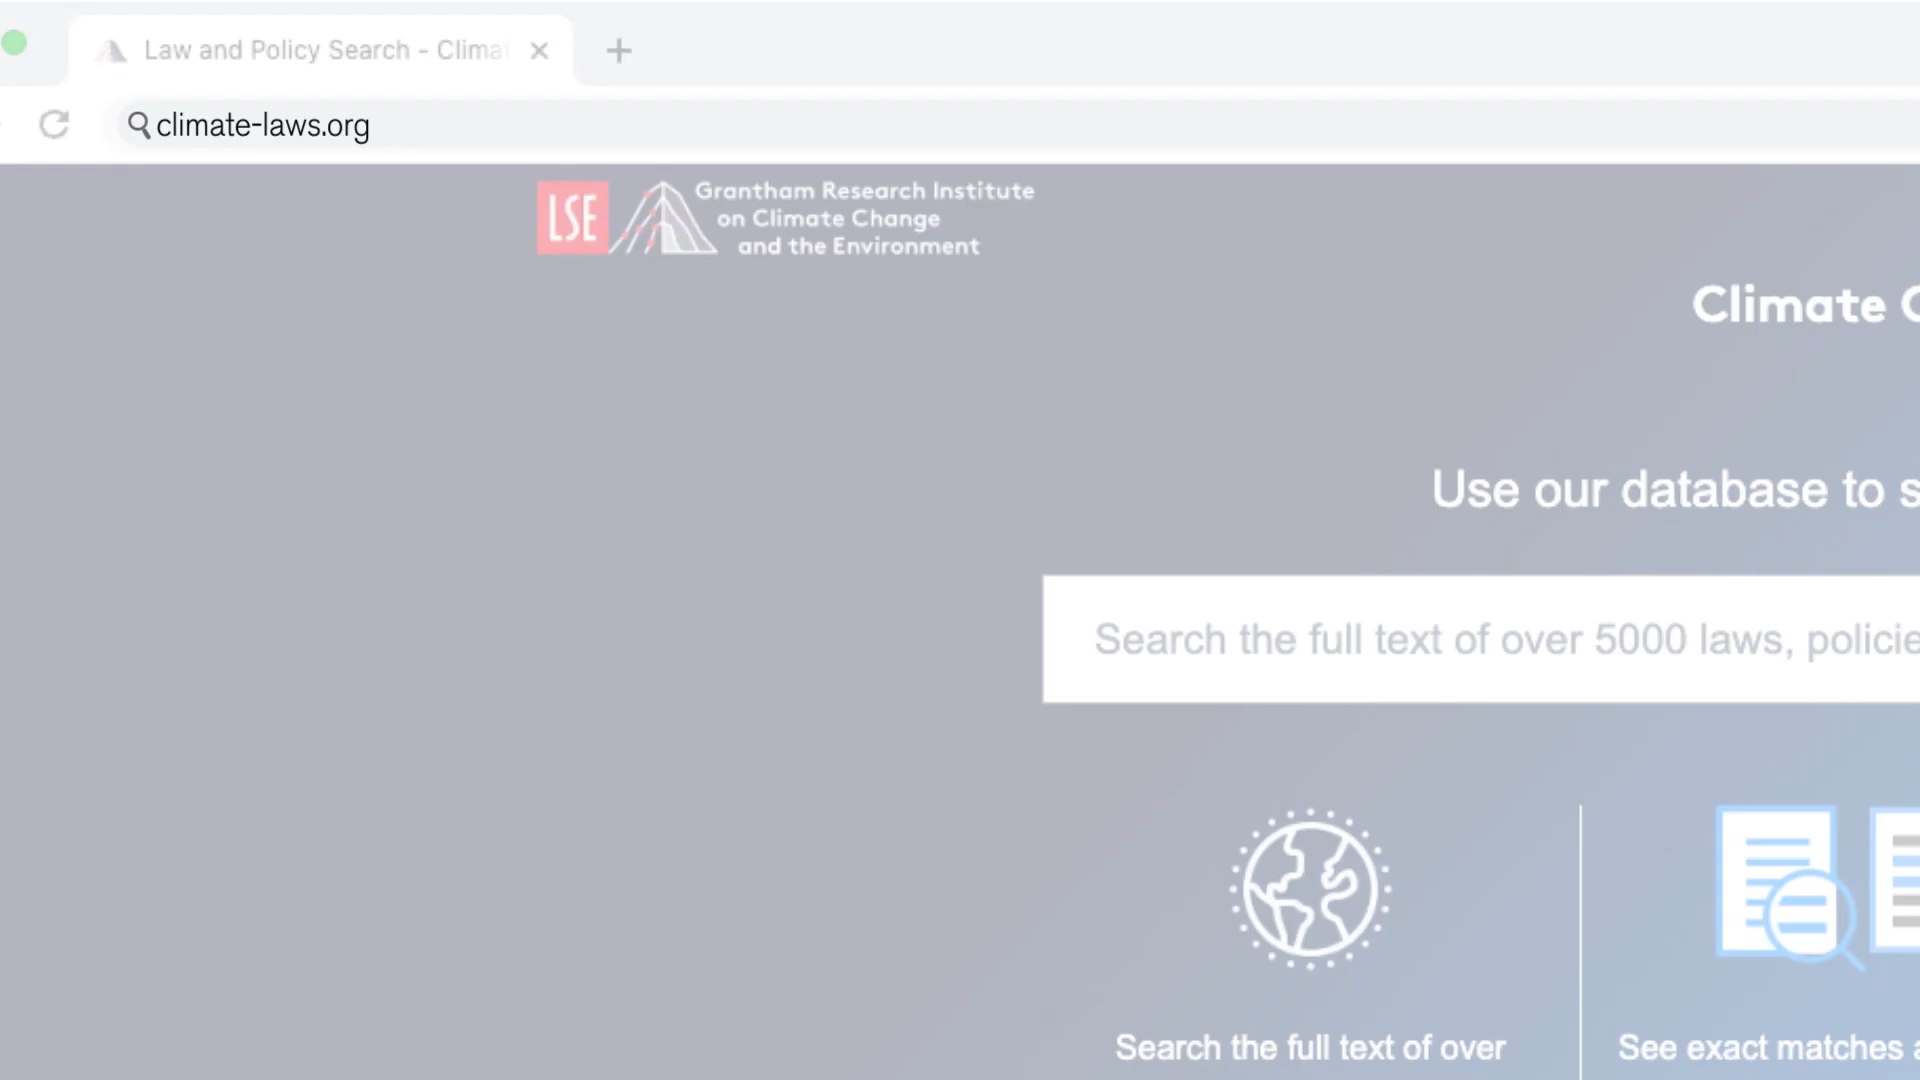 Law and Policy Search - Clima
climate-laws.org
LSE
Grantham Research Institute
on Climate Change
and the Environment
Climate
Use our database to s
Search the full text of over 5000 laws, policie
Search the full text of over
See exact matches a